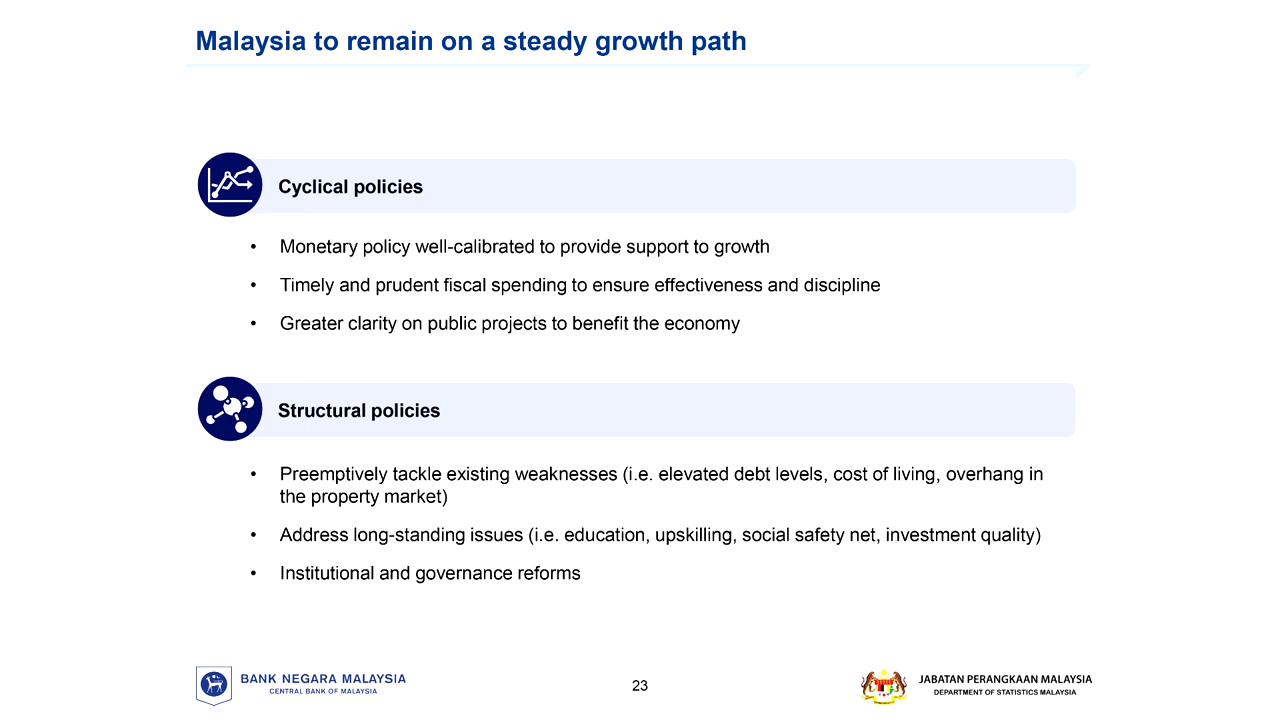 Malaysia to remain on a steady growth path
Cyclical policies
• Monetary policy well-calibrated to provide support to growth
• Timely and prudent fiscal spending to ensure effectiveness and discipline
• Greater clarity on public projects to benefit the economy
Structural policies
• Preemptively tackle existing weaknesses (i.e. elevated debt levels, cost of living, overhang in
the property market)
• Address long-standing issues (i.e. education, upskilling, social safety net, investment quality)
• Institutional and governance reforms
BANK NEGARA MALAYSIA
CENTRAL BANK OF MALAYSIA
23
JABATAN PERANGKAAN MALAYSIA
DEPARTMENT OF STATISTICS MALAYSIA